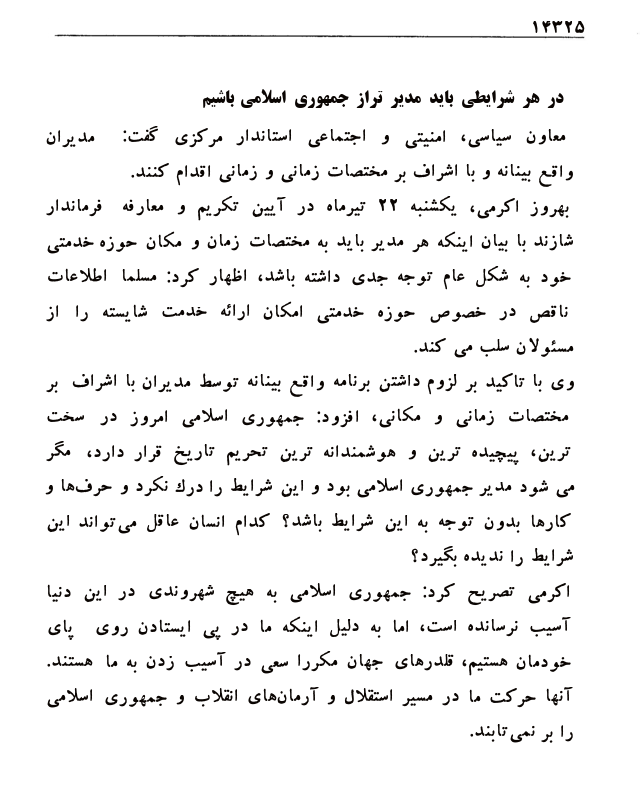 ۱۴۳۲۵
در هر شرایطی باید مدیر تراز جمهوری اسلامی باشیم
معاون سیاسی، امنیتی و اجتماعی استاندار مرکزی گفت: مدیران
واقع بینانه و با اشراف بر مختصات زمانی و زمانی اقدام کنند.
بهروز اکرمی، یکشنبه ۲۲ تیرماه در آیین تکریم و معارفه فرماندار
شازند با بیان اینکه هر مدیر باید به مختصات زمان و مکان حوزه خدمتی
خود به شکل عام توجه جدی داشته باشد، اظهار کرد: مسلما اطلاعات
ناقص در خصوص حوزه خدمتی امکان ارائه خدمت شایسته را از
مسئولان سلب می کند.
وی با تاکید بر لزوم داشتن برنامه واقع بینانه توسط مدیران با اشراف بر
مختصات زمانی و مکانی، افزود: جمهوری اسلامی امروز در سخت
ترین، پیچیده ترین و هوشمندانه ترین تحریم تاریخ قرار دارد، مگر
می شود مدیر جمهوری اسلامی بود و این شرایط را درك نکرد و حرف‌ها و
کارها بدون توجه به این شرایط باشد؟ کدام انسان عاقل می‌تواند این
شرایط را ندیده بگیرد؟
اکرمی تصریح کرد: جمهوری اسلامی به هیچ شهروندی در این دنیا
آسیب نرسانده است، اما به دلیل اینکه ما در پی ایستادن روی پای
خودمان هستیم، قلدرهای جهان مکررا سعی در آسیب زدن به ما هستند.
آنها حرکت ما در مسیر استقلال و آرمان‌های انقلاب و جمهوری اسلامی
را بر نمی‌تابند.